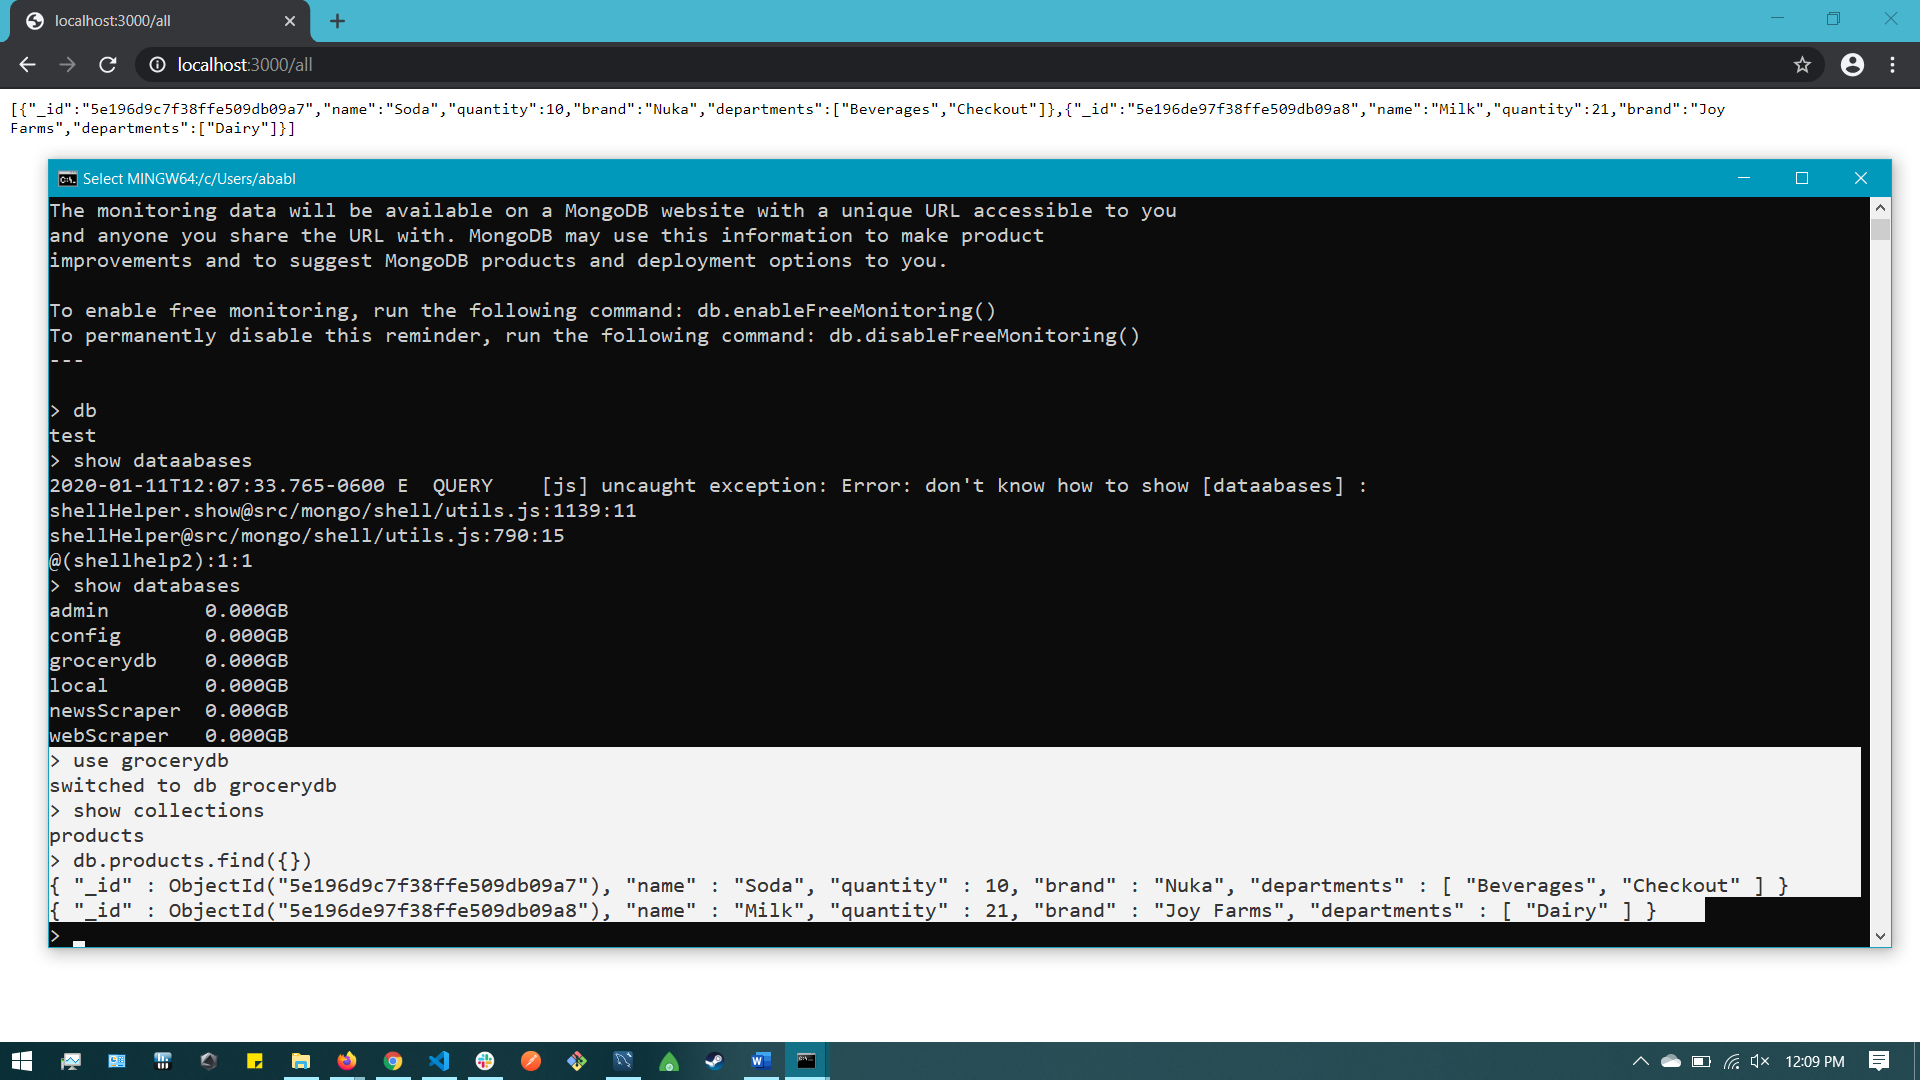 localhost:3000/all
localhost:3000/all
[{"_id":"5e196d9c7f38ffe509db09a7","name":"Soda","quantity":10,"brand":"Nuka","departments":["Beverages","Checkout"]},{"_id":"5e196de97f38ffe509db09a8","name":"Milk","quantity":21,"brand":"Joy
Farms","departments":["Dairy"]}]
Select MINGW64:/c/Users/ababl
The monitoring data will be available on a MongoDB website with a unique URL accessible to you
and anyone you share the URL with. MongoDB may use this information to make product
improvements and to suggest MongoDB products and deployment options to you.
To enable free monitoring, run the following command: db.enableFreeMonitoring()
To permanently disable this reminder, run the following command: db.disableFreeMonitoring()
---
> db
test
> show dataabases
2020-01-11T12:07:33.765-0600 E  QUERY    [js] uncaught exception: Error: don't know how to show [dataabases] :
shellHelper.show@src/mongo/shell/utils.js:1139:11
shellHelper@src/mongo/shell/utils.js:790:15
@(shellhelp2):1:1
> show databases
admin        0.000GB
config       0.000GB
grocerydb    0.000GB
local        0.000GB
newsScraper  0.000GB
webScraper   0.000GB
> use grocerydb
switched to db grocerydb
> show collections
products
> db.products.find({})
{ "_id" : ObjectId("5e196d9c7f38ffe509db09a7"), "name" : "Soda", "quantity" : 10, "brand" : "Nuka", "departments" : [ "Beverages", "Checkout" ] }
{ "_id" : ObjectId("5e196de97f38ffe509db09a8"), "name" : "Milk", "quantity" : 21, "brand" : "Joy Farms", "departments" : [ "Dairy" ] }
>
12:09 PM